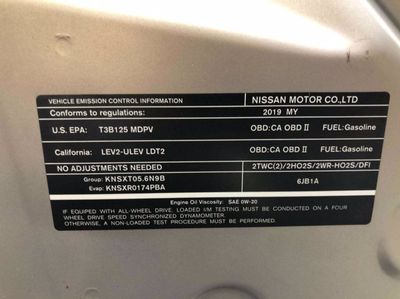 VEHICLE EMISSION CONTROL INFORMATION NISSAN MOTOR CO.,LTD
Conforms to regulations: 2019 MY
U.S. EPA: T3B125 MDPV OBD:CA OBD II FUEL:Gasoline
California: LEV2-ULEV LDT2 OBD:CA OBD II FUEL:Gasoline
NO ADJUSTMENTS NEEDED 2TWC(2)/2HO2S/2WR-HO2S/DFI
Group: KNSXT05.6N9B 6JB1A
Evap: KNSXR0174PBA
Engine Oil Viscosity: SAE 0W-20
IF EQUIPPED WITH ALL-WHEEL DRIVE, LOADED I/M TESTING MUST BE CONDUCTED ON A FOUR
WHEEL DRIVE SPEED SYNCHRONIZED DYNAMOMETER.
OTHERWISE, A NON-LOADED TEST PROCEDURE MUST BE PERFORMED.